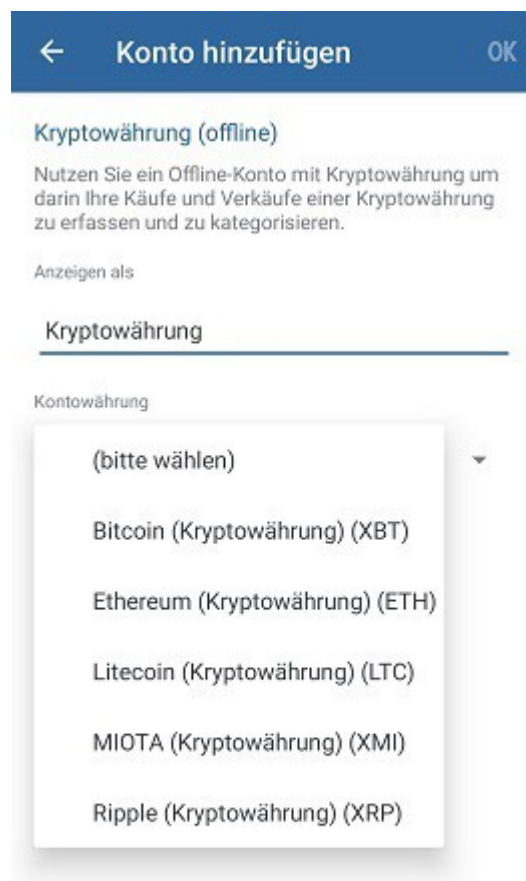 Konto hinzufügen
OK
Kryptowährung (offline)
Nutzen Sie ein Offline-Konto mit Kryptowährung um
darin Ihre Käufe und Verkäufe einer Kryptowährung
zu erfassen und zu kategorisieren.
Anzeigen als
Kryptowährung
Kontowährung
(bitte wählen)
Bitcoin (Kryptowährung) (XBT)
Ethereum (Kryptowährung) (ETH)
Litecoin (Kryptowährung) (LTC)
MIOTA (Kryptowährung) (XMI)
Ripple (Kryptowährung) (XRP)